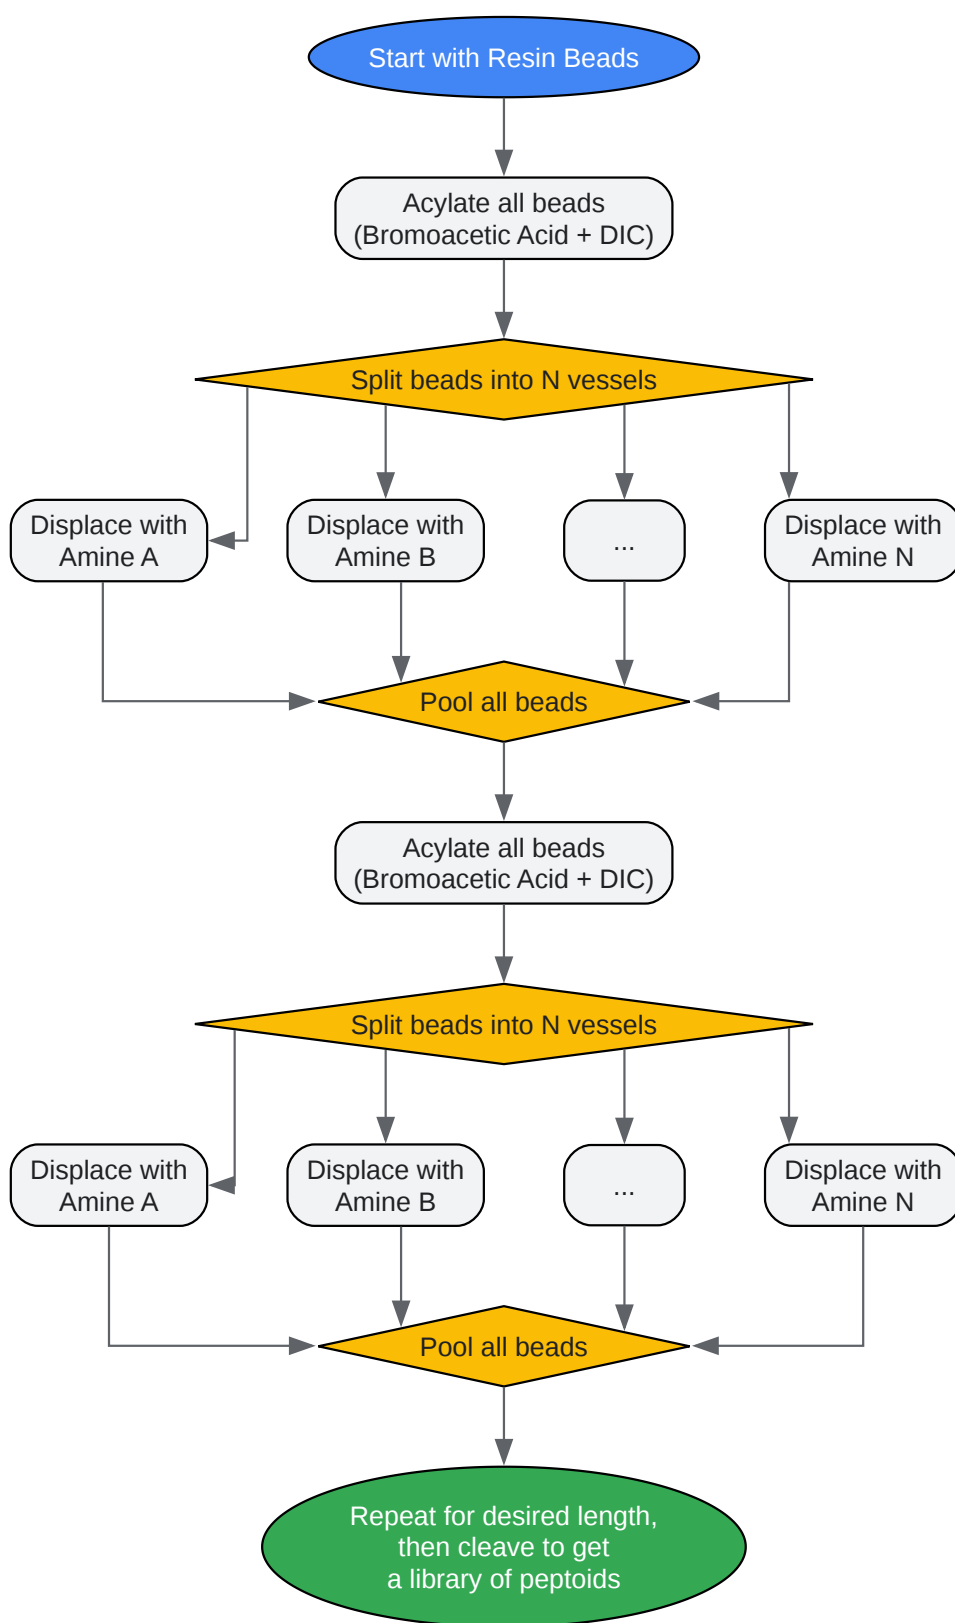 Start with Resin Beads
Acylate all beads
(Bromoacetic Acid + DIC)
Split beads into N vessels
Displace with
Amine A
Displace with
Amine B
...
Displace with
Amine N
Pool all beads
Acylate all beads
(Bromoacetic Acid + DIC)
Split beads into N vessels
Displace with
Amine A
Displace with
Amine B
...
Displace with
Amine N
Pool all beads
Repeat for desired length,
then cleave to get
a library of peptoids